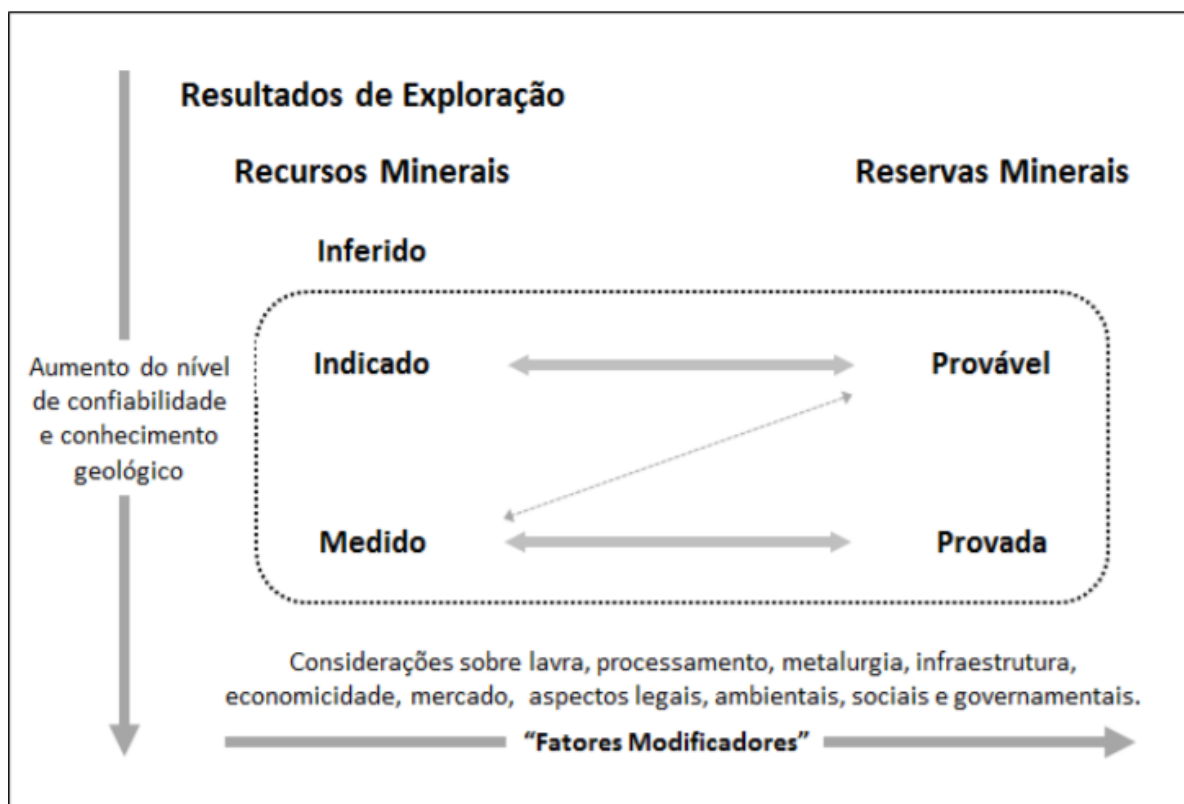 Resultados de Exploração
Recursos Minerais
Reservas Minerais
Inferido
Aumento do nível
de confiabilidade
e conhecimento
geológico
Indicado
Provável
Medido
Provada
Considerações sobre lavra, processamento, metalurgia, infraestrutura,
economicidade, mercado, aspectos legais, ambientais, sociais e governamentais.
“Fatores Modificadores”